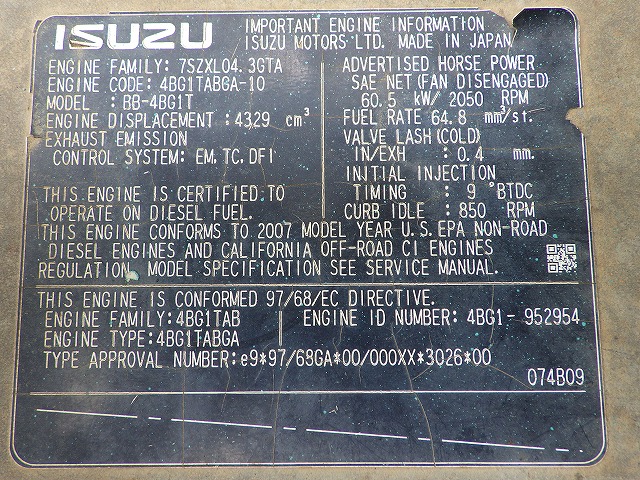 ISUZU
IMPORTANT ENGINE INFORMATION
ISUZU MOTORS LTD. MADE IN JAPAN
ENGINE FAMILY: 7SZXL04.3GTA
ENGINE CODE: 4BG1TABGA-10
MODEL : BB-4BG1T
ENGINE DISPLACEMENT :4329 cm³
EXHAUST EMISSION
CONTROL SYSTEM: EM, TC, DFI
THIS ENGINE IS CERTIFIED TO
OPERATE ON DIESEL FUEL.
ADVERTISED HORSE POWER
SAE NET (FAN DISENGAGED)
60.5 kW/ 2050 RPM
FUEL RATE 64.8 mm³/st.
VALVE LASH(COLD)
IN/EXH : 0.4 mm.
INITIAL INJECTION
TIMING : 9 °BTDC
CURB IDLE : 850 RPM
THIS ENGINE CONFORMS TO 2007 MODEL YEAR U.S.EPA NON-ROAD
DIESEL ENGINES AND CALIFORNIA OFF-ROAD CI ENGINES
REGULATION. MODEL SPECIFICATION SEE SERVICE MANUAL.
THIS ENGINE IS CONFORMED 97/68/EC DIRECTIVE.
ENGINE FAMILY:4BG1TAB
ENGINE ID NUMBER: 4BG1- 952954
ENGINE TYPE:4BG1TABGA
TYPE APPROVAL NUMBER:e9*97/68GA*00/000XX*3026*00
074B09